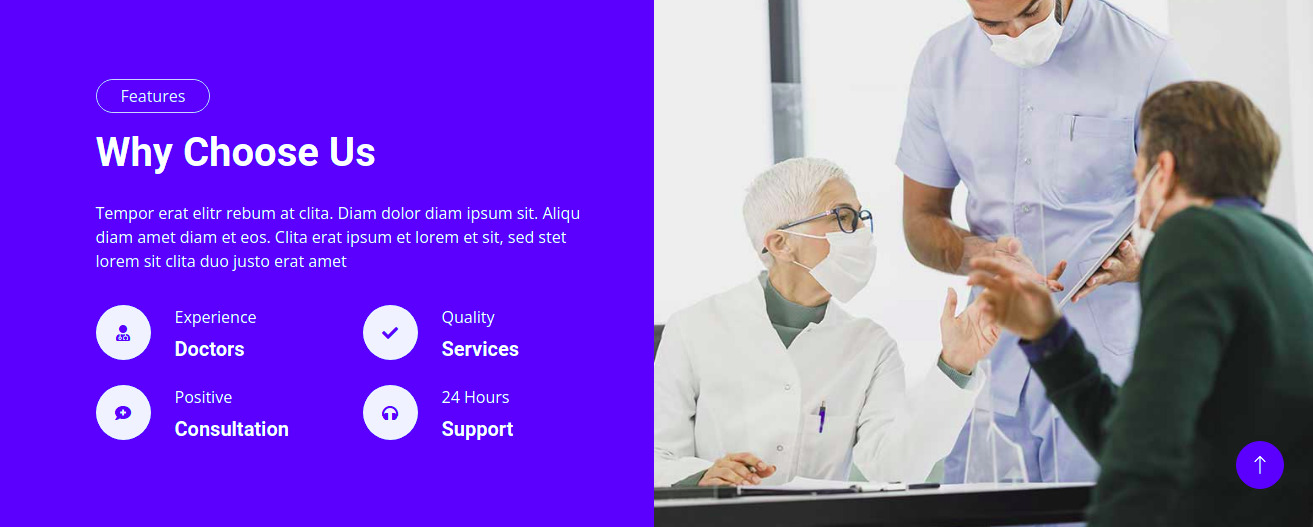 Features
Why Choose Us
Tempor erat elitr rebum at clita. Diam dolor diam ipsum sit. Aliqu
diam amet diam et eos. Clita erat ipsum et lorem et sit, sed stet
lorem sit clita duo justo erat amet
Experience
Doctors
Quality
Services
Positive
Consultation
24 Hours
Support